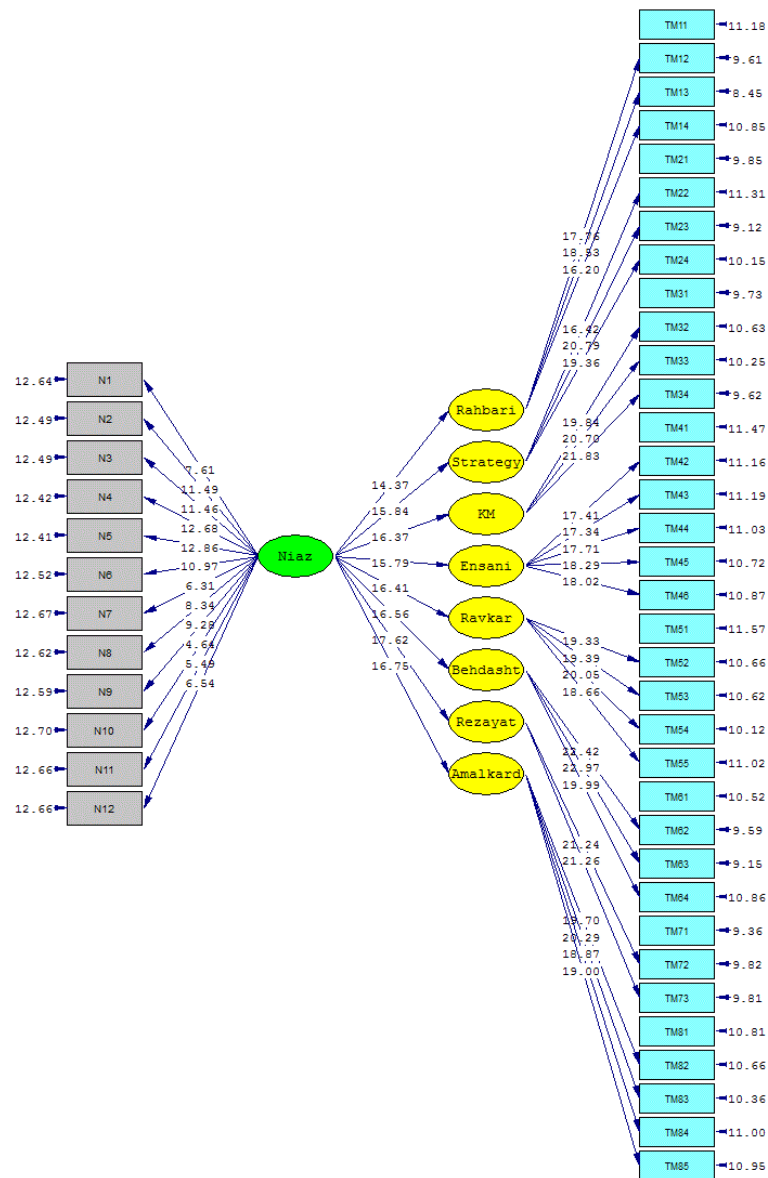 TM11 11.18
TM12 9.61
TM13 8.45
TM14 10.85
TM21 9.85
TM22 11.31
TM23 9.12
17.76
18.53
TM24 10.15
16.20
TM31 9.73
16.42
TM32 10.63
20.79
19.36
TM33 10.25
12.64 N1
TM34 9.62
Rahbari
12.49 N2
19.84
TM41 11.47
20.70
12.49 N3
Strategy
21.83
TM42 11.16
7.61
14.37
11.49
TM43 11.19
12.42 N4
11.46
15.84
KM
17.41
TM44 11.03
12.68
17.34
12.41 N5
16.37
17.71
12.86
Niaz
15.79
Ensani
18.29
TM45 10.72
12.52 N6
10.97
18.02
6.31
16.41
TM46 10.87
12.67 N7
8.34
16.56
Ravkar
TM51 11.57
9.28
17.62
19.33
12.62 N8
4.64
16.75
Behdasht
19.39
TM52 10.66
5.49
20.05
12.59 N9
6.54
18.66
TM53 10.62
Rezayat
12.70 N10
TM54 10.12
22.42
TM55 11.02
12.66 N11
Amalkard
22.97
19.99
TM61 10.52
12.66 N12
TM62 9.59
21.24
21.26
TM63 9.15
TM64 10.86
19.70
TM71 9.36
20.29
18.87
TM72 9.82
19.00
TM73 9.81
TM81 10.81
TM82 10.66
TM83 10.36
TM84 11.00
TM85 10.95